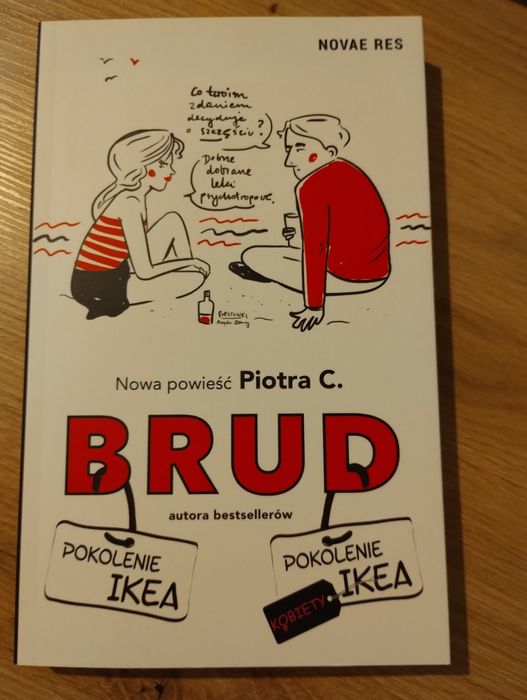 NOVAE RES
Co twoim
zdaniem
decyduje
o szczęściu?
Dobrze
dobrane
leki
psychotropowe.
RYSUNKI
Nowa powieść Piotra C.
BRUD
autora bestsellerów
POKOLENIE
IKEA
POKOLENIE
IKEA
KOBIETY